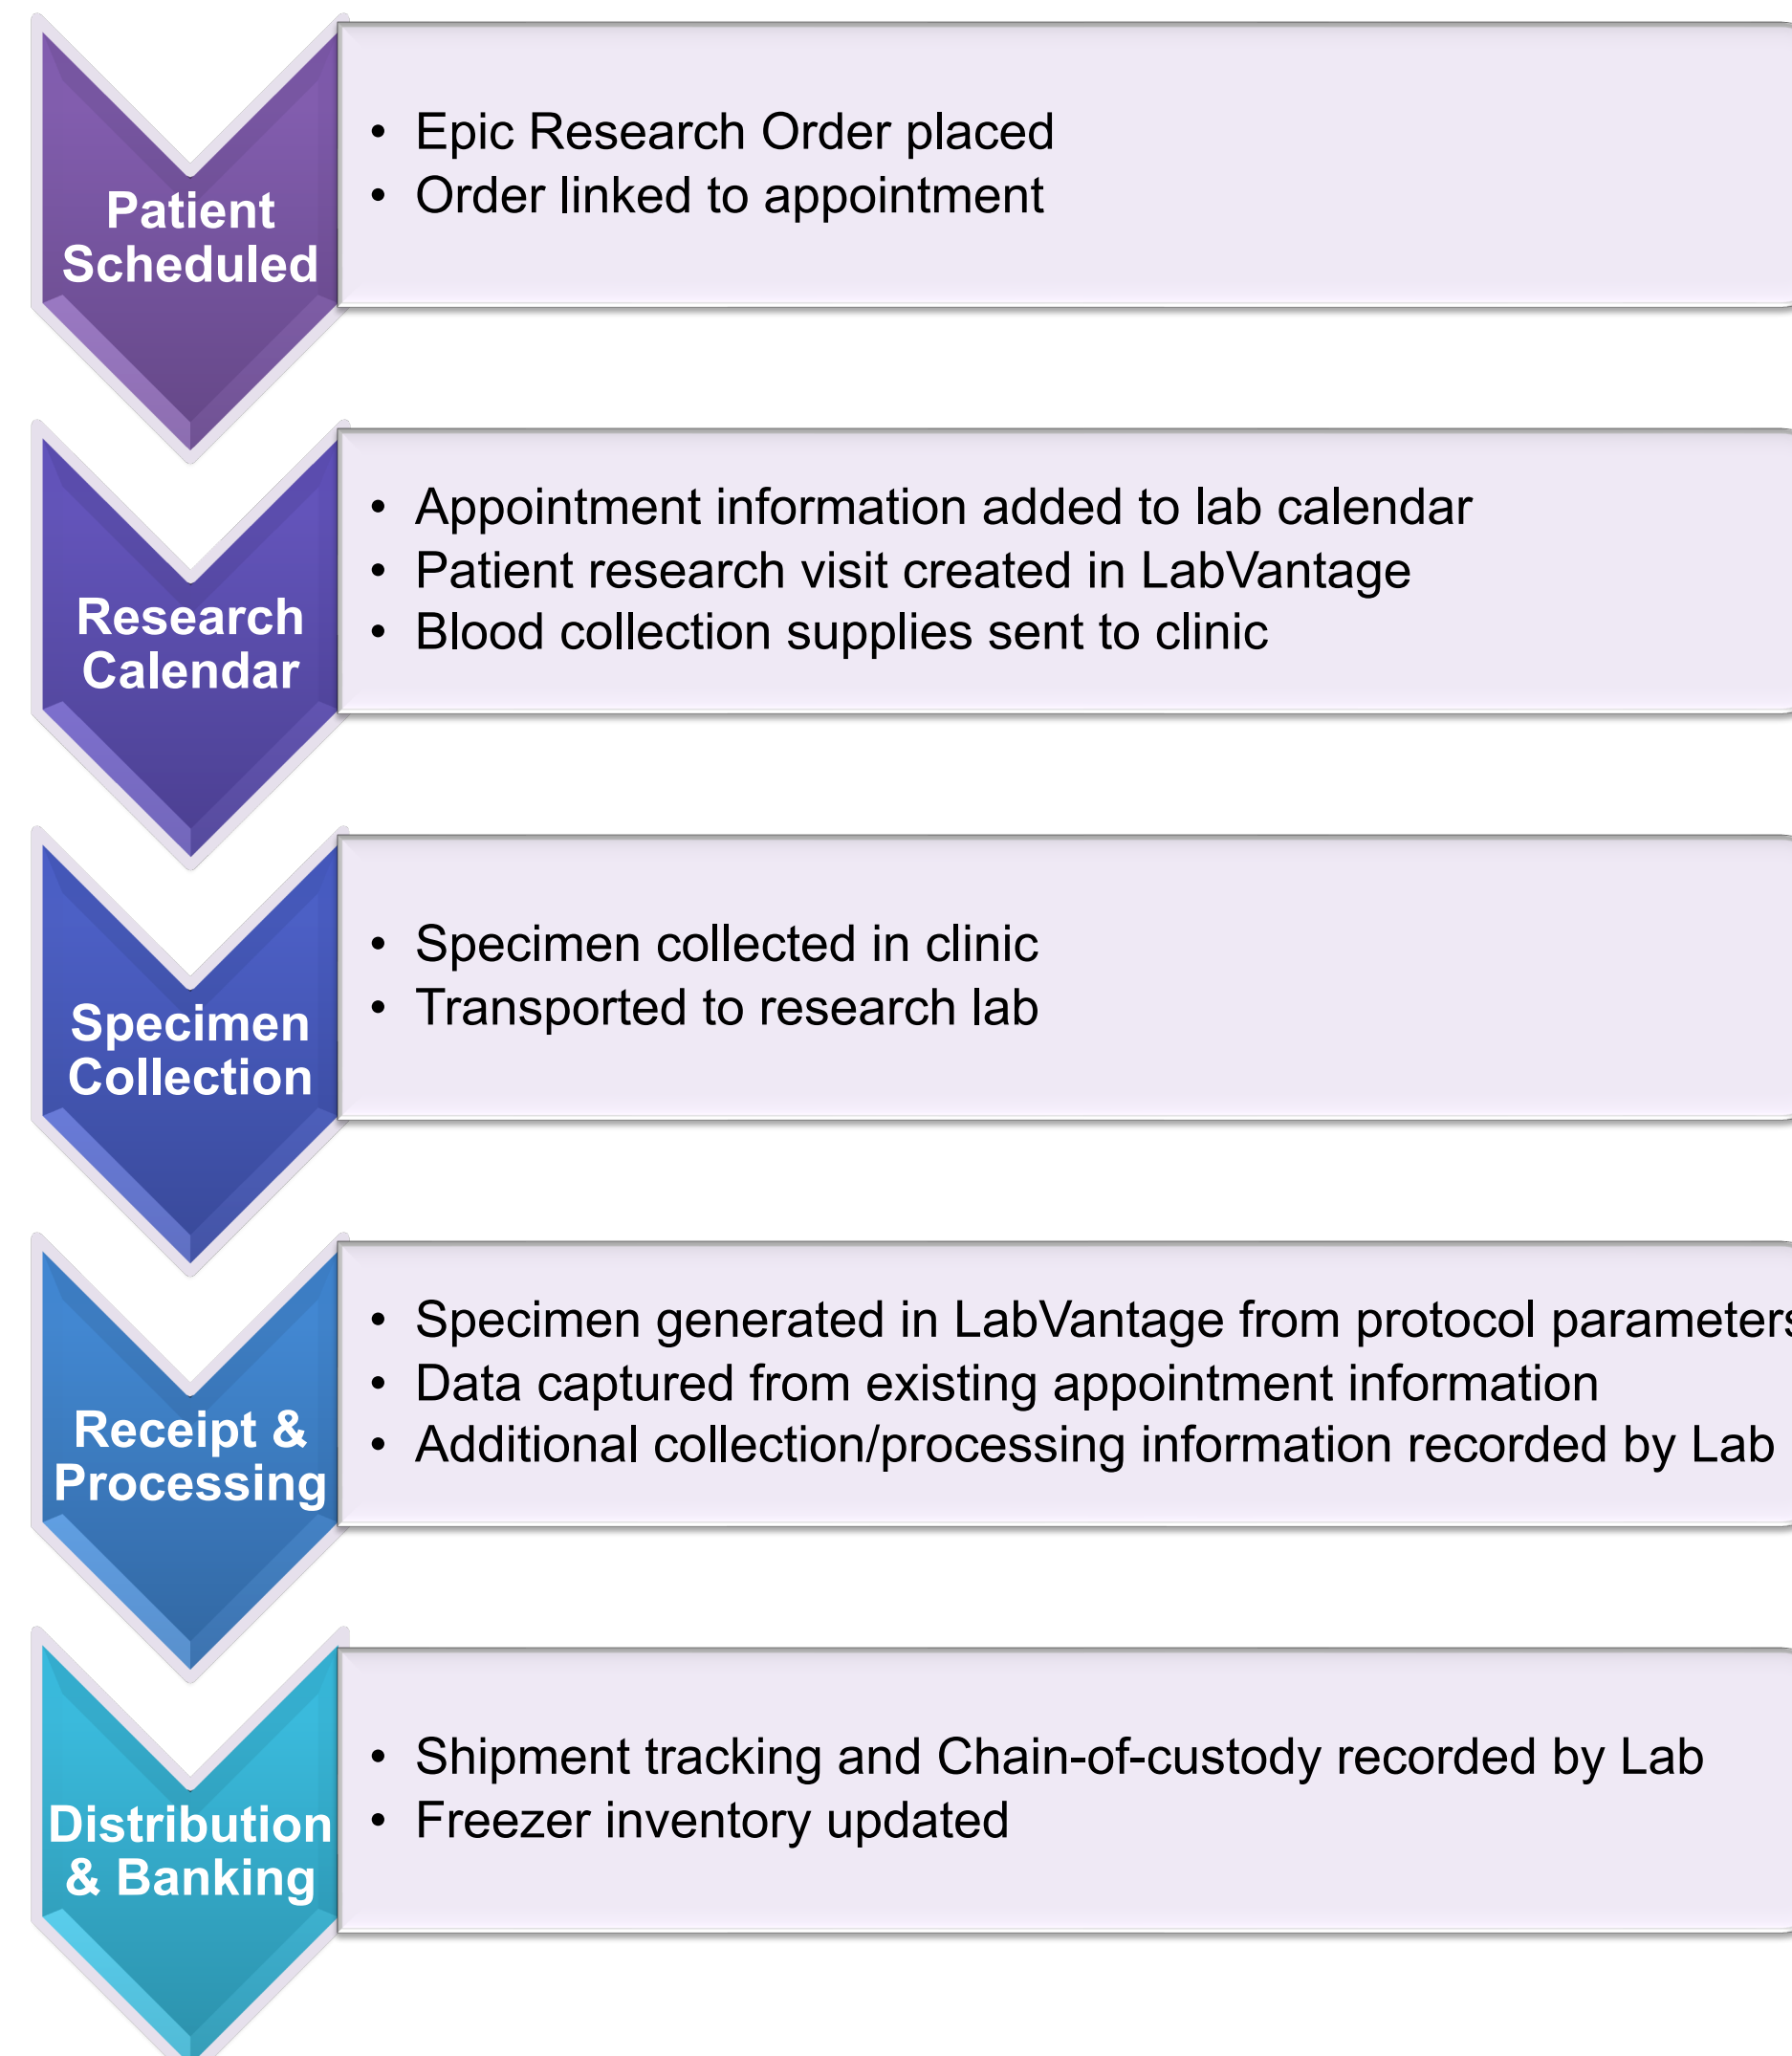 Patient
Scheduled
• Epic Research Order placed
• Order linked to appointment
Research
Calendar
• Appointment information added to lab calendar
• Patient research visit created in LabVantage
• Blood collection supplies sent to clinic
Specimen
Collection
• Specimen collected in clinic
• Transported to research lab
Receipt &
Processing
• Specimen generated in LabVantage from protocol parameters
• Data captured from existing appointment information
• Additional collection/processing information recorded by Lab
Distribution
& Banking
• Shipment tracking and Chain-of-custody recorded by Lab
• Freezer inventory updated